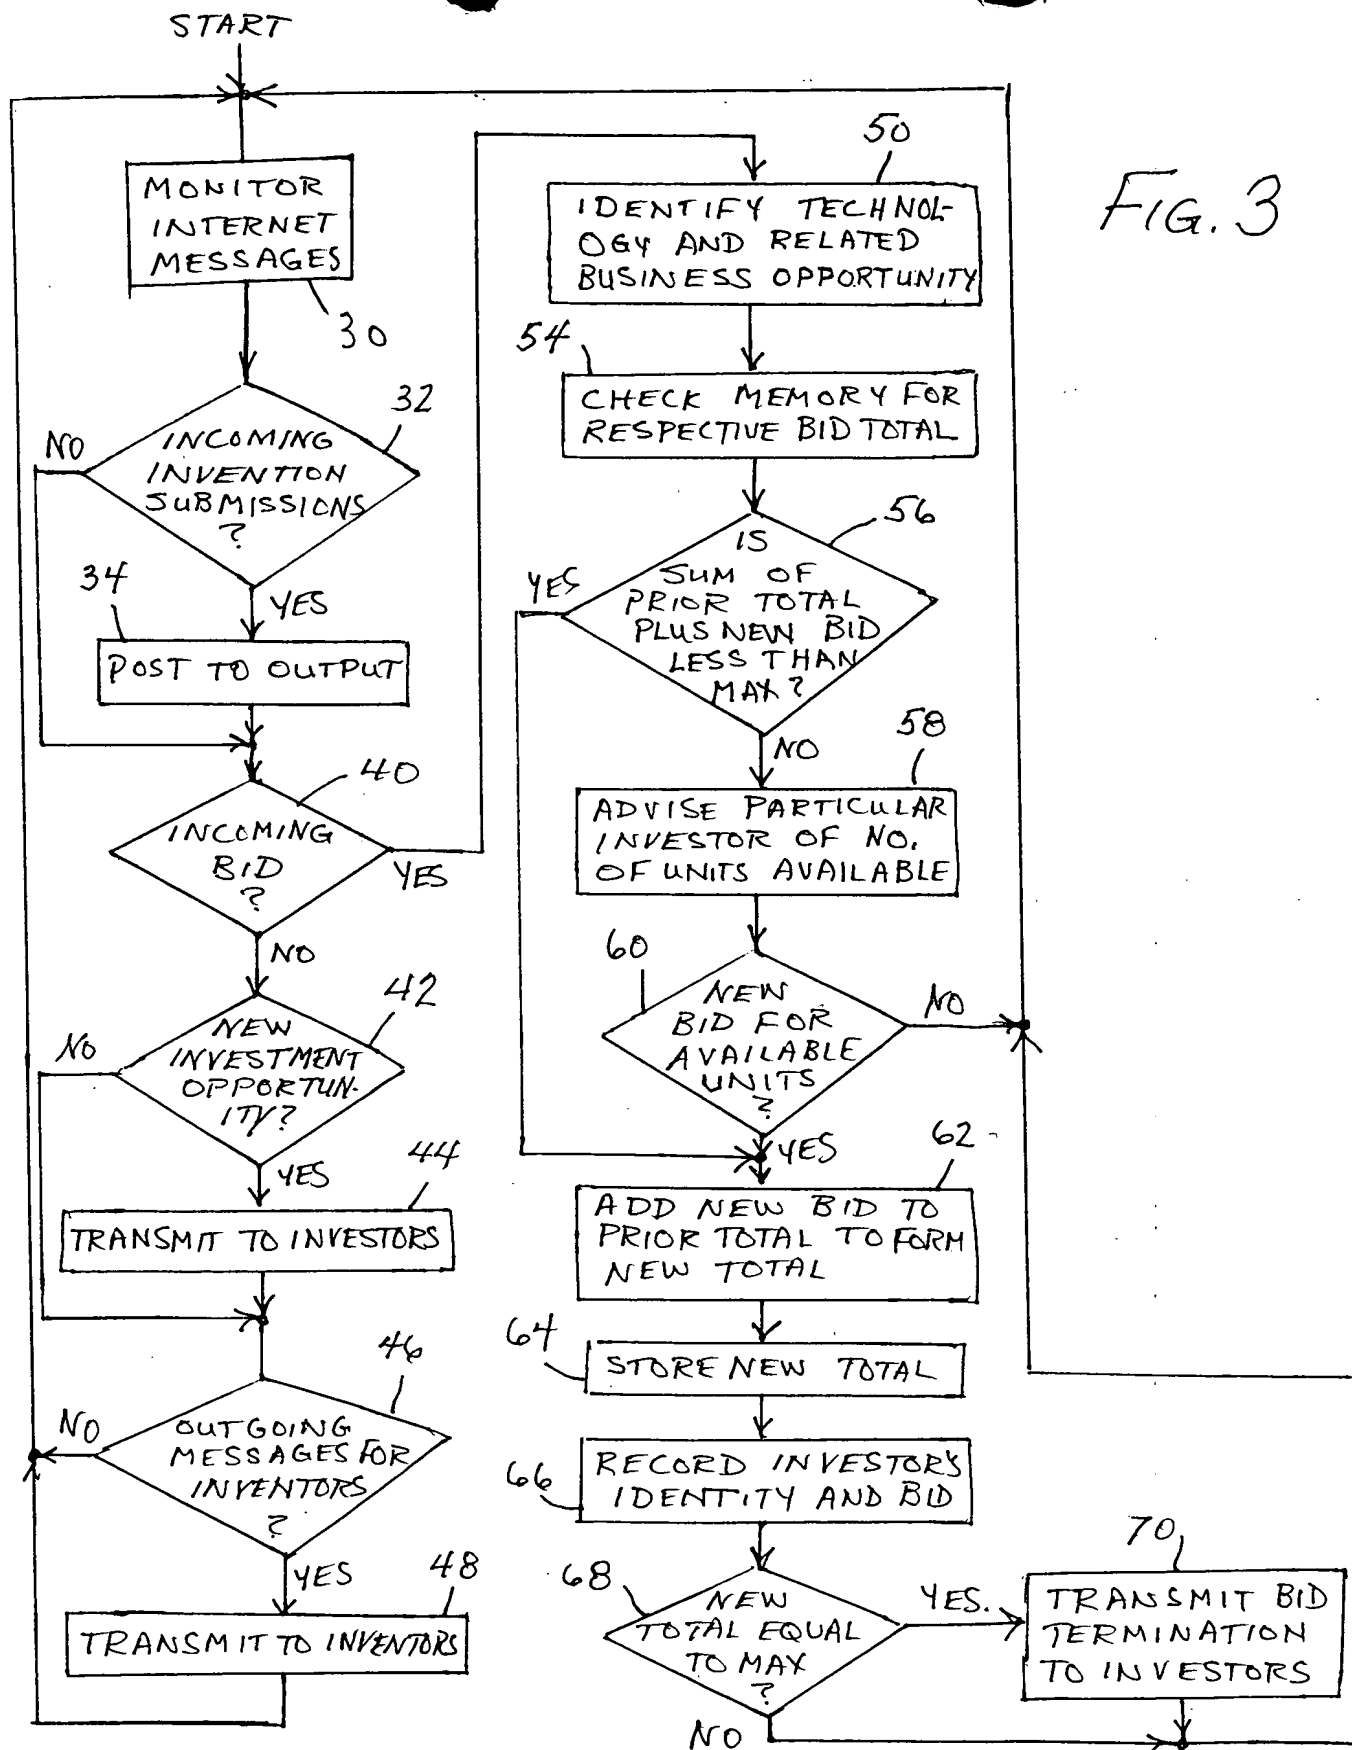 START
MONITOR
INTERNET
MESSAGES
30
32
NO
INCOMING
INVENTION
SUBMISSIONS
?
34
YES
POST TO OUTPUT
40
INCOMING
BID
?
YES
NO
42
NO
NEW
INVESTMENT
OPPORTUN-
ITY?
YES
44
TRANSMIT TO INVESTORS
46
NO
OUTGOING
MESSAGES FOR
INVENTORS
?
YES
48
TRANSMIT TO INVENTORS
50
IDENTIFY TECHNOL-
OGY AND RELATED
BUSINESS OPPORTUNITY
54
CHECK MEMORY FOR
RESPECTIVE BID TOTAL
56
YES
IS
SUM OF
PRIOR TOTAL
PLUS NEW BID
LESS THAN
MAX?
NO
58
ADVISE PARTICULAR
INVESTOR OF NO.
OF UNITS AVAILABLE
60
NEW
BID FOR
AVAILABLE
UNITS
?
NO
YES
62
ADD NEW BID TO
PRIOR TOTAL TO FORM
NEW TOTAL
64
STORE NEW TOTAL
66
RECORD INVESTOR'S
IDENTITY AND BID
68
NEW
TOTAL EQUAL
TO MAX
?
YES.
NO
70
TRANSMIT BID
TERMINATION
TO INVESTORS
FIG. 3